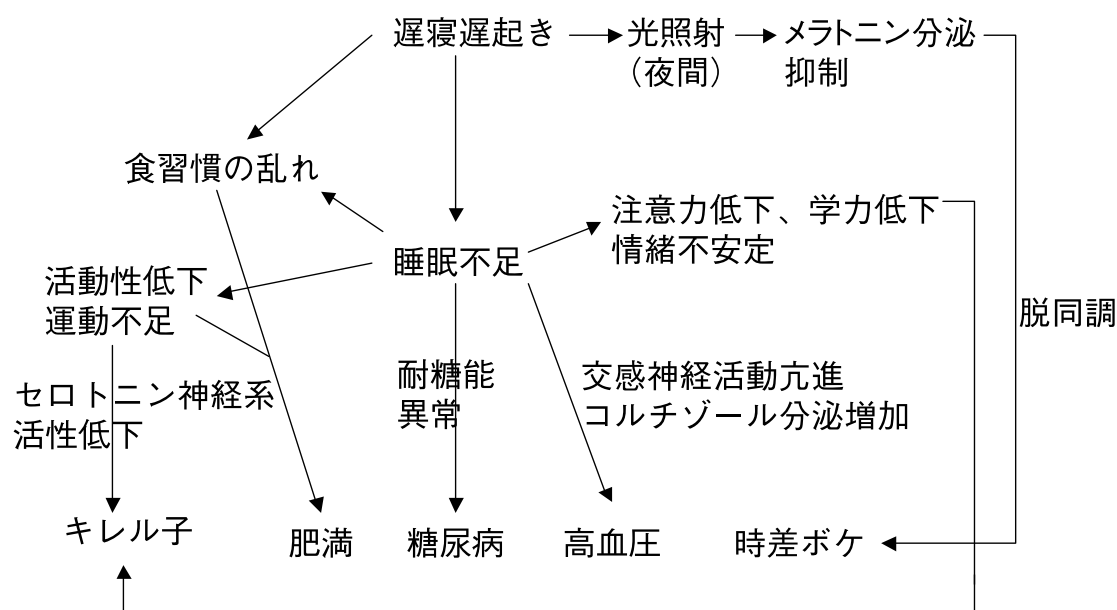 遅寝遅起き
光照射
（夜間）
メラトニン分泌
抑制
食習慣の乱れ
注意力低下、学力低下
情緒不安定
睡眠不足
活動性低下
運動不足
脱同調
セロトニン神経系
活性低下
耐糖能
異常
交感神経活動亢進
コルチゾール分泌増加
キレル子
肥満
糖尿病
高血圧
時差ボケ